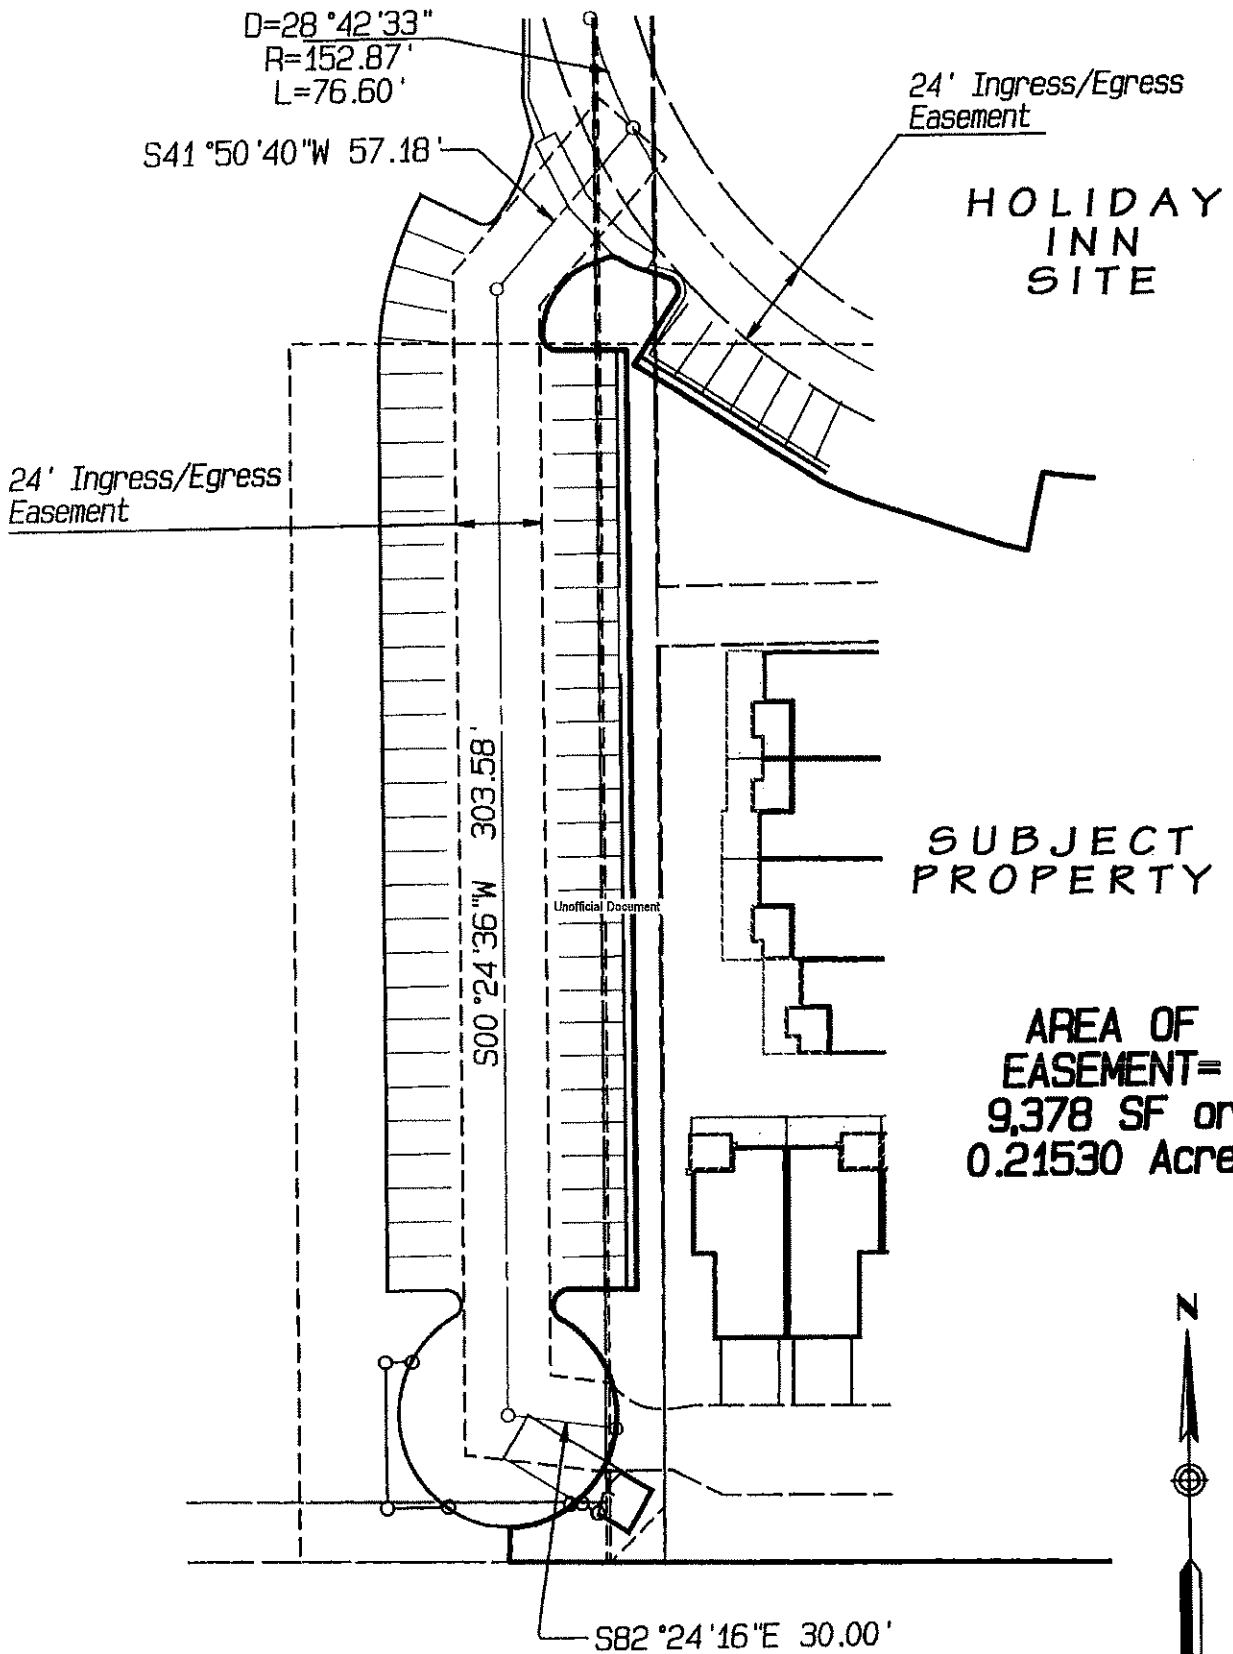 D=28°42'33"
R=152.87'
L=76.60'
24' Ingress/Egress
Easement
S41°50'40"W 57.18'
HOLIDAY
INN
SITE
24' Ingress/Egress
Easement
S00°24'36"W 303.58'
SUBJECT
PROPERTY
Unofficial Document
AREA OF
EASEMENT=
9,378 SF or
0.21530 Acre
N
S82°24'16"E 30.00'